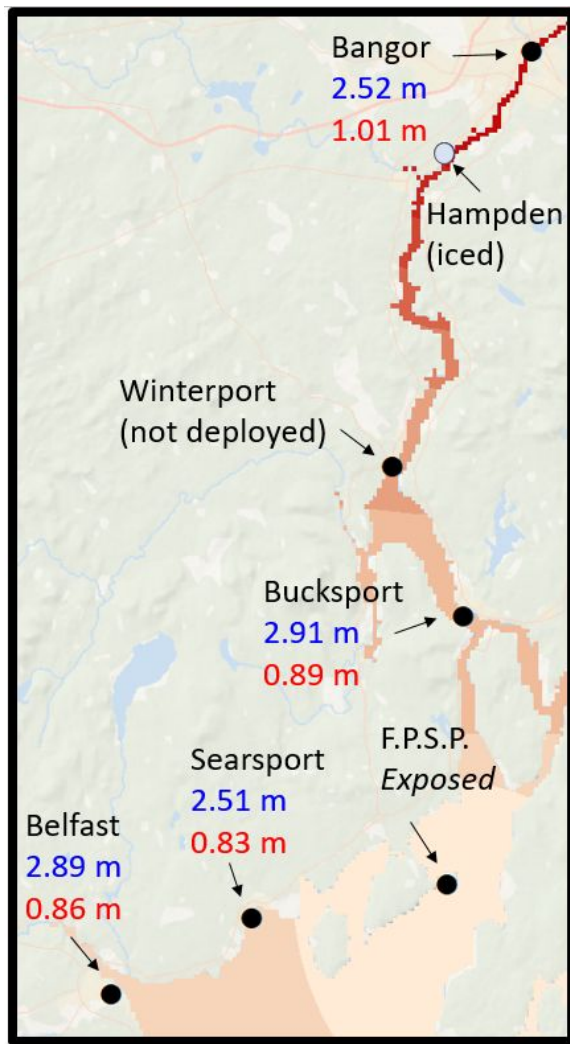 Bangor
2.52 m
1.01 m
Hampden
(iced)
Winterport
(not deployed)
Bucksport
2.91 m
0.89 m
F.P.S.P.
Exposed
Searsport
2.51 m
0.83 m
Belfast
2.89 m
0.86 m